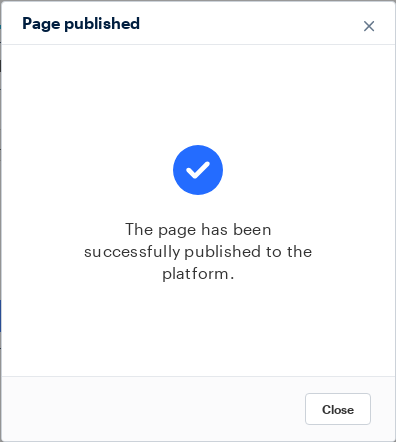 Page published
The page has been
successfully published to the
platform.
Close